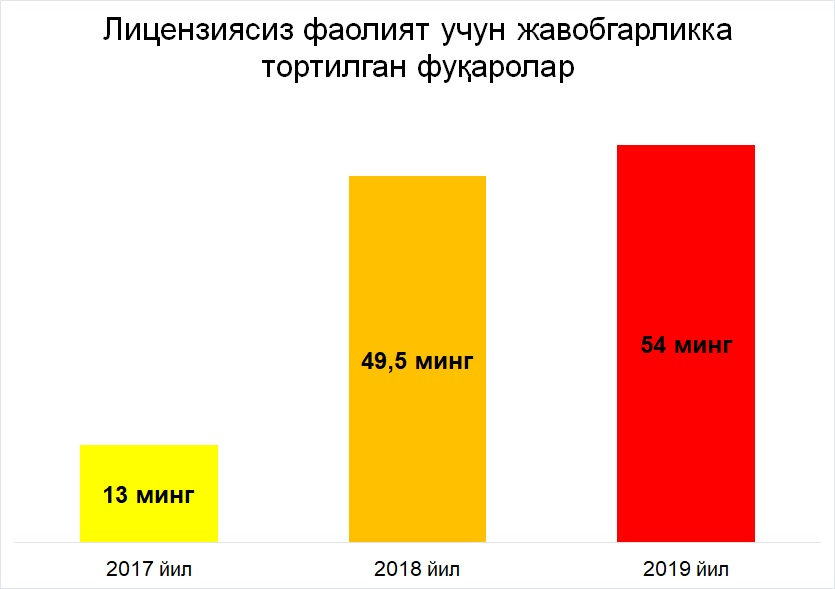 Лицензиясиз фаолият учун жавобгарликка
тортилган фуқаролар
13 минг
49,5 минг
54 минг
2017 йил
2018 йил
2019 йил